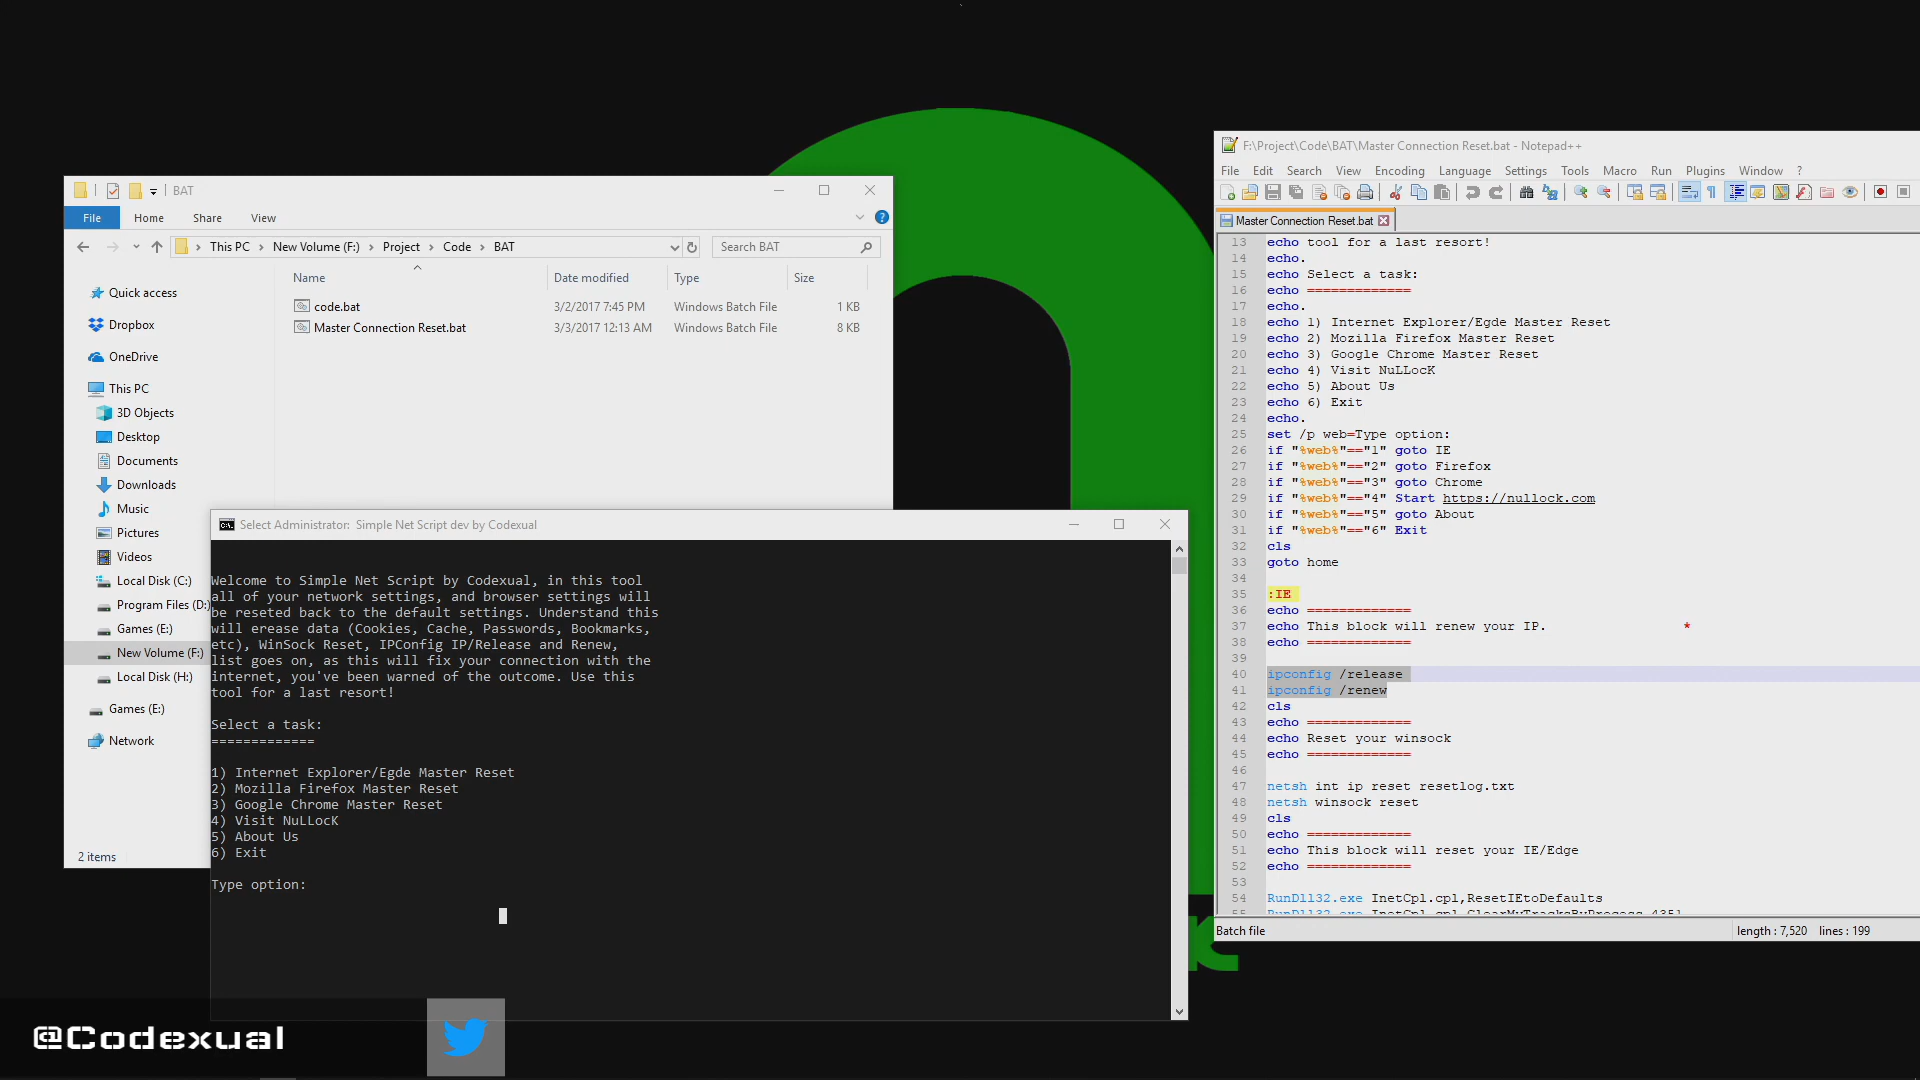 BAT
File Home Share View
This PC > New Volume (F:) > Project > Code > BAT
Search BAT
Name Date modified Type Size
code.bat 3/2/2017 7:45 PM Windows Batch File 1 KB
Master Connection Reset.bat 3/3/2017 12:13 AM Windows Batch File 8 KB
Quick access
Dropbox
OneDrive
This PC
3D Objects
Desktop
Documents
Downloads
Music
Pictures
Videos
Local Disk (C:)
Program Files (D:)
Games (E:)
New Volume (F:)
Local Disk (H:)
Games (E:)
Network
2 items
Select Administrator: Simple Net Script dev by Codexual
Welcome to Simple Net Script by Codexual, in this tool
all of your network settings, and browser settings will
be reseted back to the default settings. Understand this
will erease data (Cookies, Cache, Passwords, Bookmarks,
etc), WinSock Reset, IPConfig IP/Release and Renew,
list goes on, as this will fix your connection with the
internet, you've been warned of the outcome. Use this
tool for a last resort!
Select a task:
=============
1) Internet Explorer/Egde Master Reset
2) Mozilla Firefox Master Reset
3) Google Chrome Master Reset
4) Visit NuLLocK
5) About Us
6) Exit
Type option:
F:\Project\Code\BAT\Master Connection Reset.bat - Notepad++
File Edit Search View Encoding Language Settings Tools Macro Run Plugins Window ?
Master Connection Reset.bat
13 echo tool for a last resort!
14 echo.
15 echo Select a task:
16 echo =============
17 echo.
18 echo 1) Internet Explorer/Egde Master Reset
19 echo 2) Mozilla Firefox Master Reset
20 echo 3) Google Chrome Master Reset
21 echo 4) Visit NuLLocK
22 echo 5) About Us
23 echo 6) Exit
24 echo.
25 set /p web=Type option:
26 if "%web%"=="1" goto IE
27 if "%web%"=="2" goto Firefox
28 if "%web%"=="3" goto Chrome
29 if "%web%"=="4" Start https://nullock.com
30 if "%web%"=="5" goto About
31 if "%web%"=="6" Exit
32 cls
33 goto home
34
35 :IE
36 echo =============
37 echo This block will renew your IP. *
38 echo =============
39
40 ipconfig /release
41 ipconfig /renew
42 cls
43 echo =============
44 echo Reset your winsock
45 echo =============
46
47 netsh int ip reset resetlog.txt
48 netsh winsock reset
49 cls
50 echo =============
51 echo This block will reset your IE/Edge
52 echo =============
53
54 RunDll32.exe InetCpl.cpl,ResetIEtoDefaults
55 RunDll32.exe InetCpl.cpl,ClearMyTracksByProcess 4351
Batch file length : 7,520 lines : 199
@Codexual